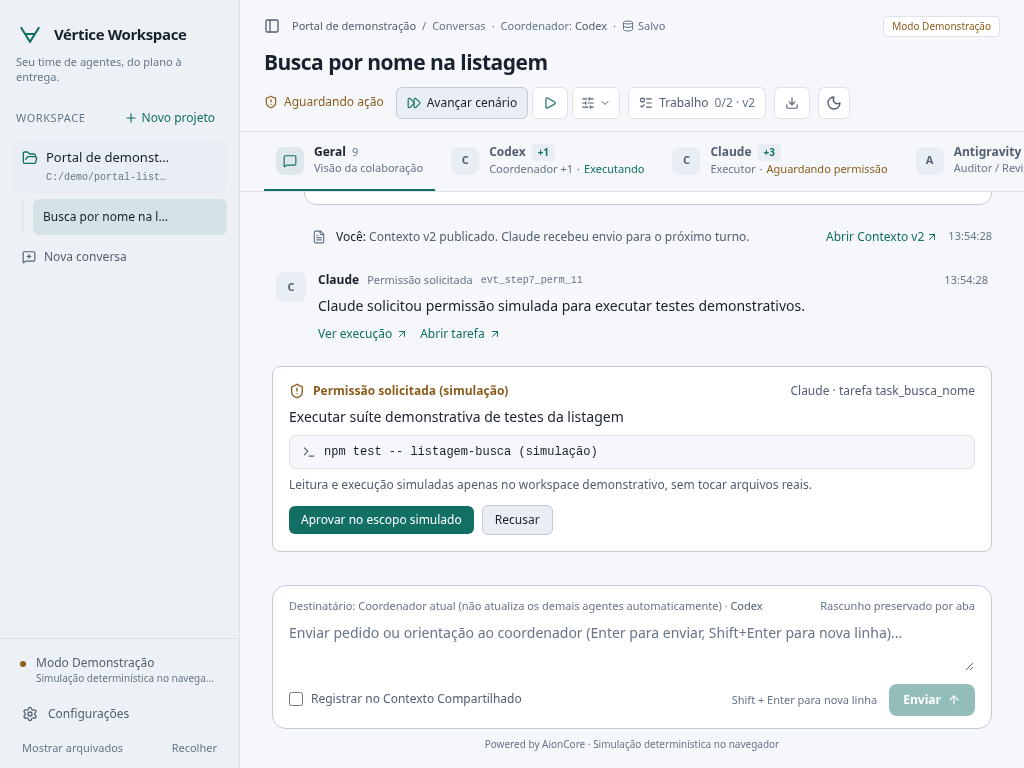 Vértice Workspace
Seu time de agentes, do plano à
entrega.
WORKSPACE
Novo projeto
Portal de demonst...
C:/demo/portal-list…
Busca por nome na l...
Nova conversa
Modo Demonstração
Simulação determinística no navega...
Configurações
Mostrar arquivados
Recolher
Portal de demonstração / Conversas · Coordenador: Codex · Salvo
Modo Demonstração
Busca por nome na listagem
Aguardando ação
Avançar cenário
Trabalho 0/2 · v2
Geral 9
Visão da colaboração
C
Codex +1
Coordenador +1 · Executando
C
Claude +3
Executor · Aguardando permissão
A
Antigravity
Auditor / Revi
Você: Contexto v2 publicado. Claude recebeu envio para o próximo turno.
Abrir Contexto v2
13:54:28
C
Claude Permissão solicitada evt_step7_perm_11
13:54:28
Claude solicitou permissão simulada para executar testes demonstrativos.
Ver execução
Abrir tarefa
Permissão solicitada (simulação)
Claude · tarefa task_busca_nome
Executar suíte demonstrativa de testes da listagem
npm test -- listagem-busca (simulação)
Leitura e execução simuladas apenas no workspace demonstrativo, sem tocar arquivos reais.
Aprovar no escopo simulado
Recusar
Destinatário: Coordenador atual (não atualiza os demais agentes automaticamente) · Codex
Rascunho preservado por aba
Enviar pedido ou orientação ao coordenador (Enter para enviar, Shift+Enter para nova linha)...
Registrar no Contexto Compartilhado
Shift + Enter para nova linha
Enviar
Powered by AionCore · Simulação determinística no navegador